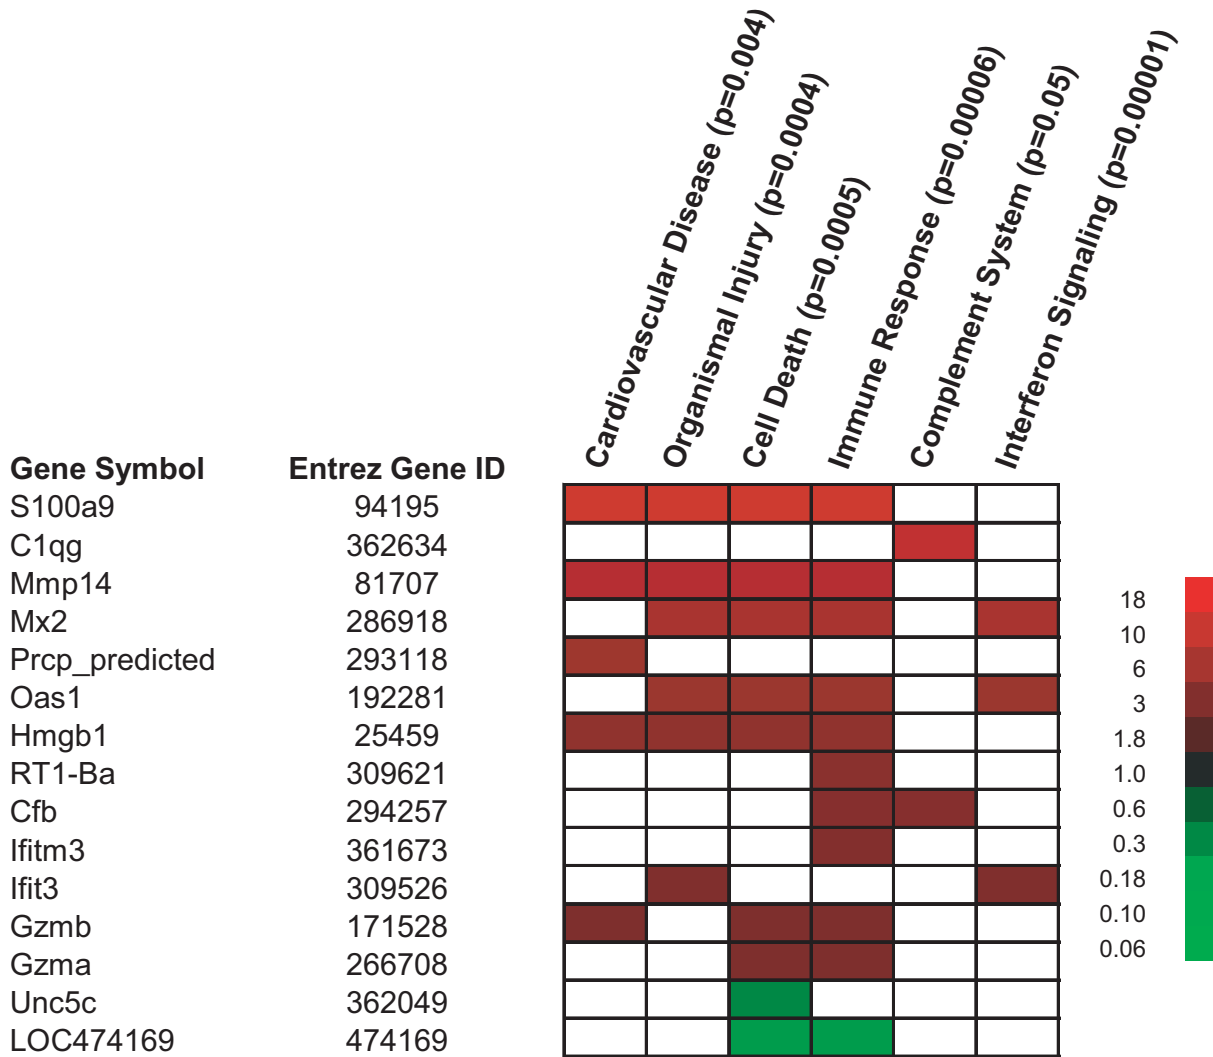 Cardiovascular Disease (p=0.004)
Organismal Injury (p=0.0004)
Cell Death (p=0.0005)
Immune Response (p=0.00006)
Complement System (p=0.05)
Interferon Signaling (p=0.00001)
Gene Symbol Entrez Gene ID
S100a9 94195
C1qg 362634
Mmp14 81707
Mx2 286918
Prcp_predicted 293118
Oas1 192281
Hmgb1 25459
RT1-Ba 309621
Cfb 294257
Ifitm3 361673
Ifit3 309526
Gzmb 171528
Gzma 266708
Unc5c 362049
LOC474169 474169
18
10
6
3
1.8
1.0
0.6
0.3
0.18
0.10
0.06